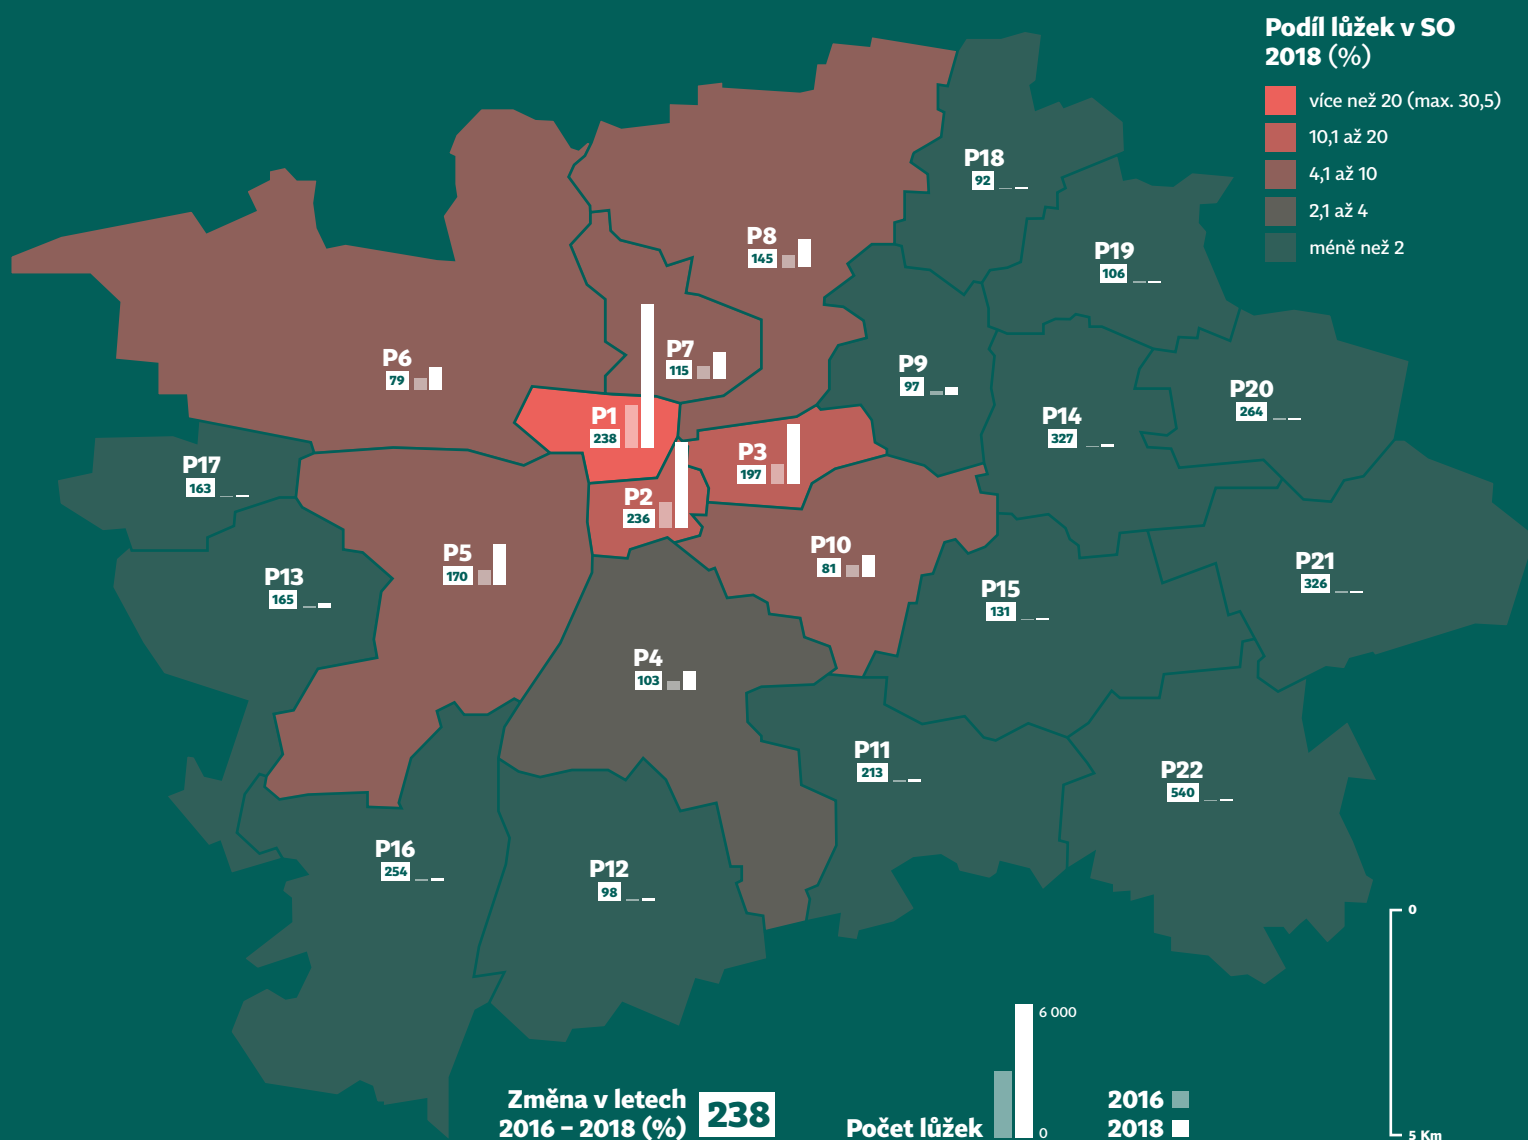 Podíl lůžek v SO
2018 (%)
více než 20 (max. 30,5)
10,1 až 20
4,1 až 10
2,1 až 4
méně než 2
P18
92
P8
145
P19
106
P7
115
P6
79
P9
97
P20
264
P1
238
P14
327
P3
197
P17
163
P2
236
P10
81
P5
170
P21
326
P13
165
P15
131
P4
103
P11
213
P22
540
P16
254
P12
98
0
5 Km
6 000
0
Změna v letech
2016 – 2018 (%)
238
Počet lůžek
2016
2018